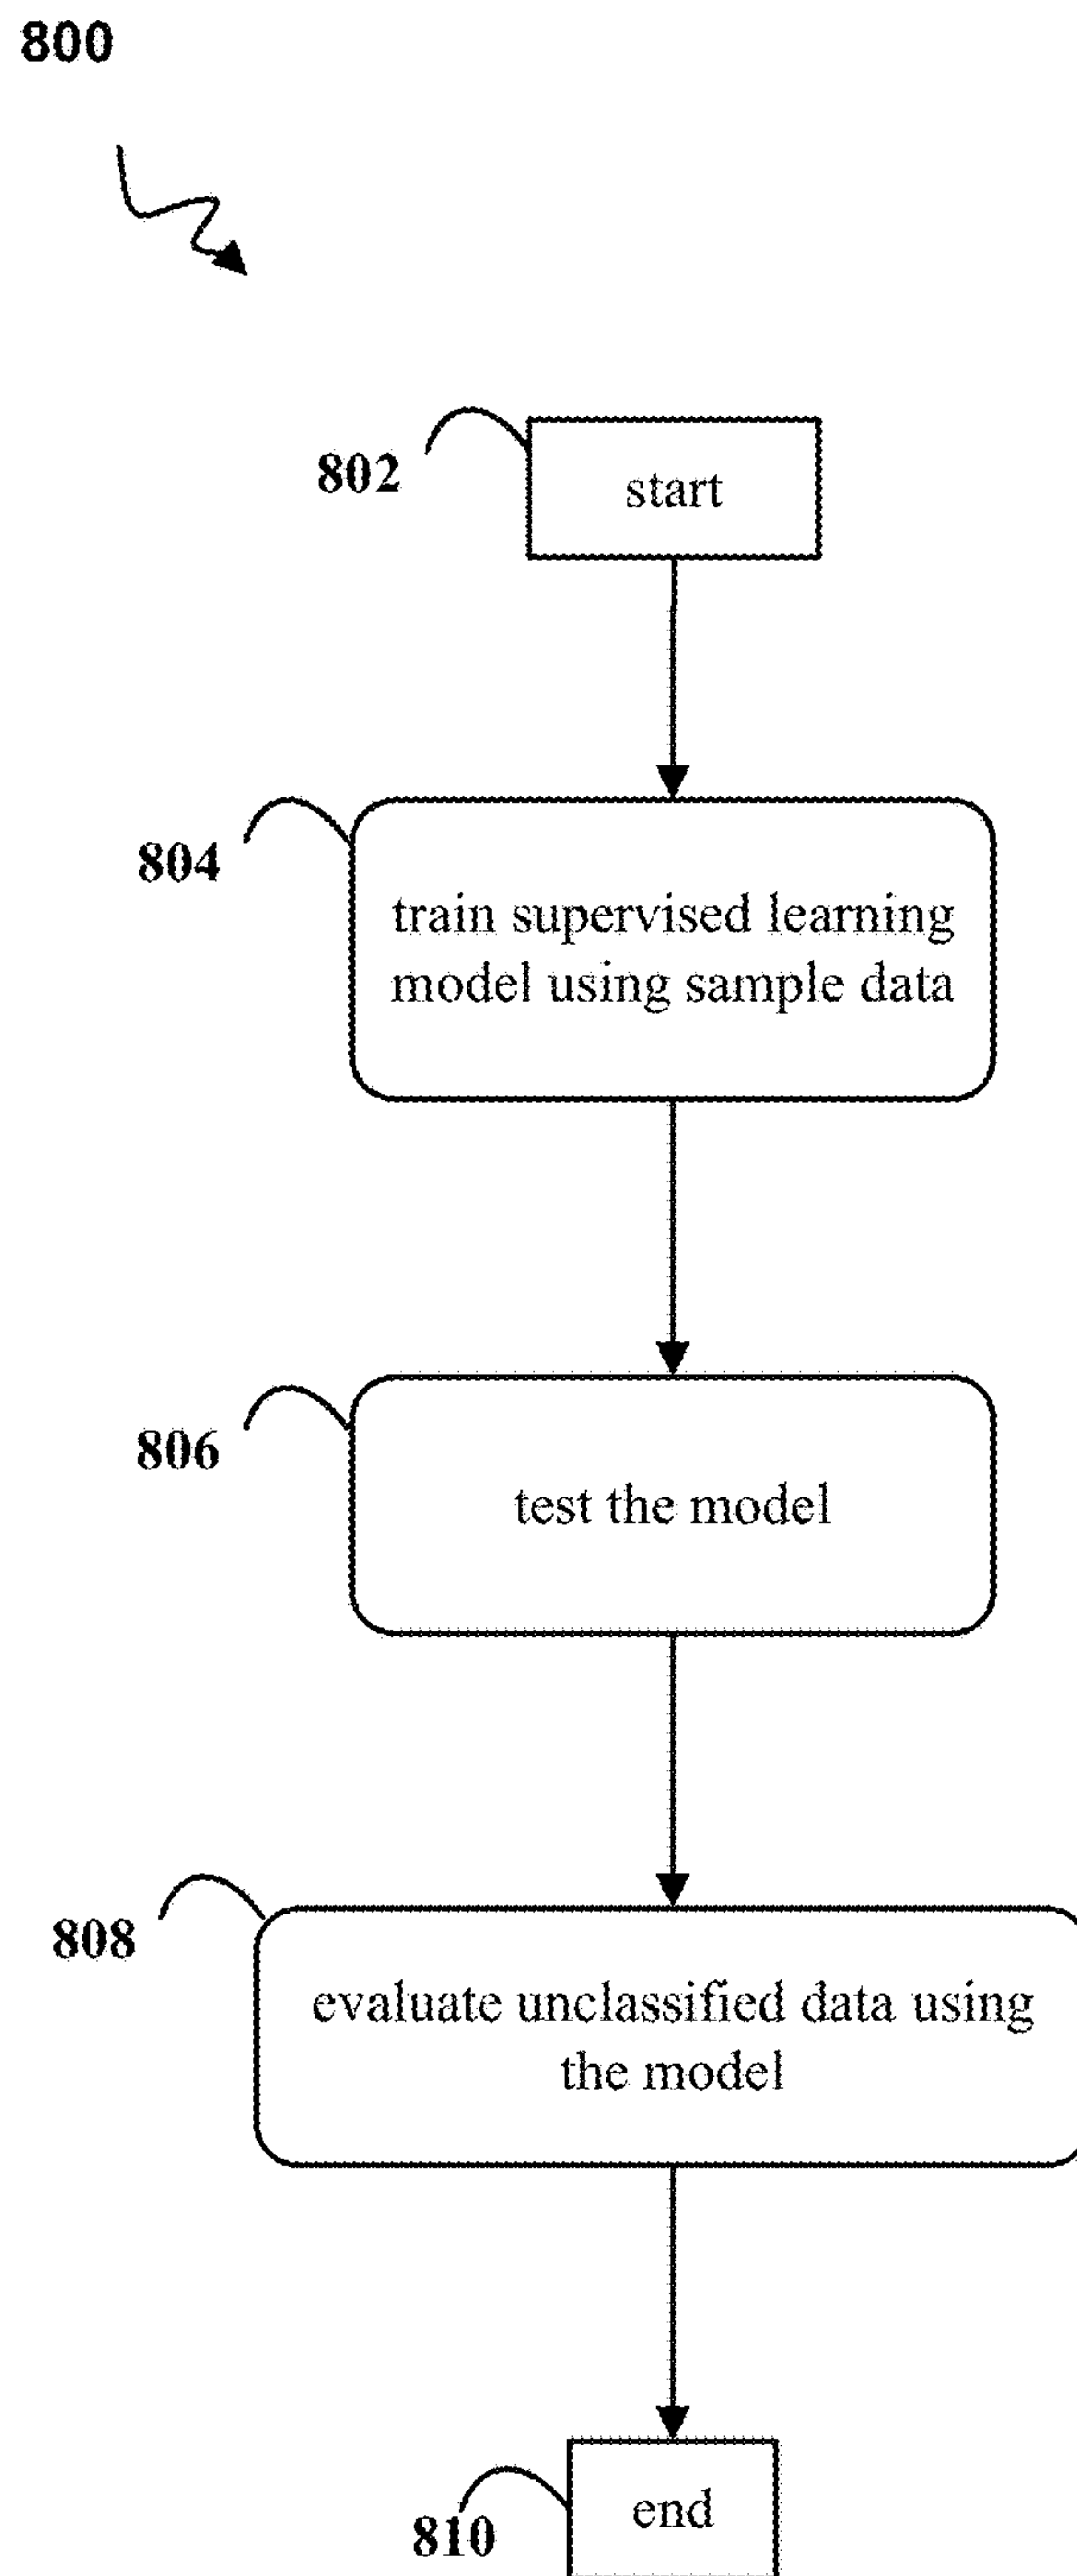 800
802
start
804
train supervised learning
model using sample data
806
test the model
808
evaluate unclassified data using
the model
810
end